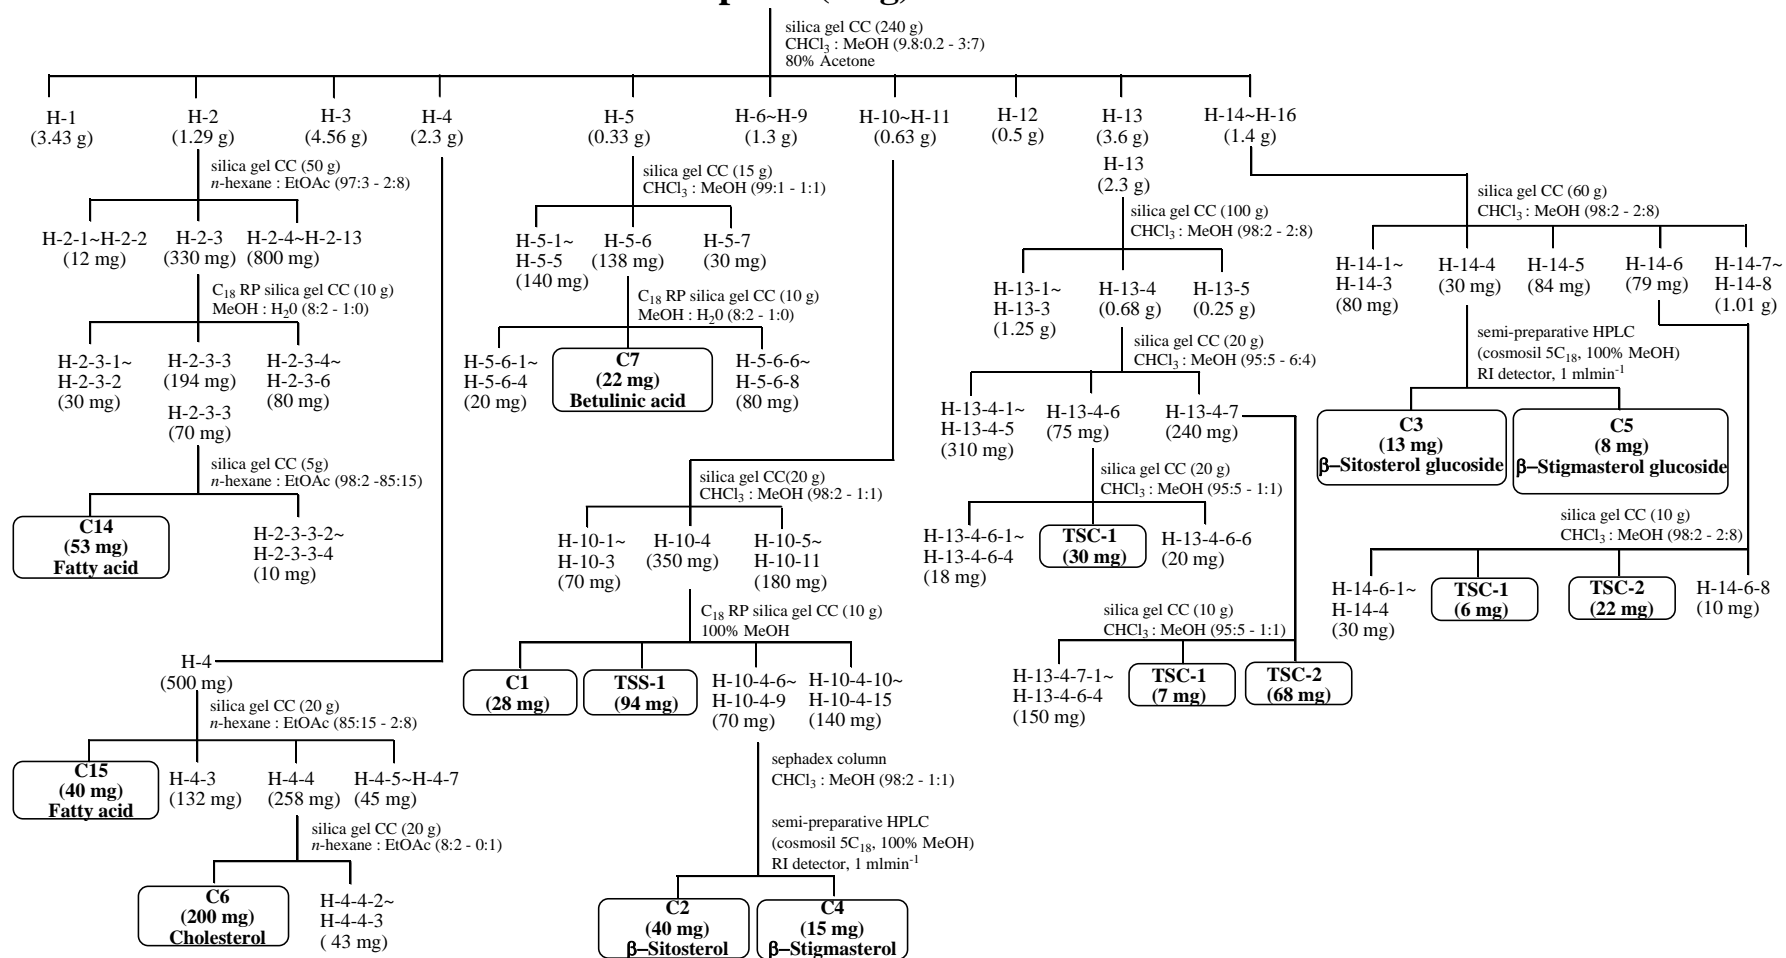 silica gel CC (240 g)
CHCl3 : MeOH (9.8:0.2 - 3:7)
80% Acetone
H-1
(3.43 g)
H-2
(1.29 g)
H-3
(4.56 g)
H-4
(2.3 g)
H-5
(0.33 g)
H-6~H-9
(1.3 g)
H-10~H-11
(0.63 g)
H-12
(0.5 g)
H-13
(3.6 g)
H-14~H-16
(1.4 g)
silica gel CC (50 g)
n-hexane : EtOAc (97:3 - 2:8)
H-2-1~H-2-2
(12 mg)
H-2-3
(330 mg)
H-2-4~H-2-13
(800 mg)
C18 RP silica gel CC (10 g)
MeOH : H20 (8:2 - 1:0)
H-2-3-1~
H-2-3-2
(30 mg)
H-2-3-3
(194 mg)
H-2-3-4~
H-2-3-6
(80 mg)
H-2-3-3
(70 mg)
silica gel CC (5g)
n-hexane : EtOAc (98:2 -85:15)
C14
(53 mg)
Fatty acid
H-2-3-3-2~
H-2-3-3-4
(10 mg)
H-4
(500 mg)
silica gel CC (20 g)
n-hexane : EtOAc (85:15 - 2:8)
C15
(40 mg)
Fatty acid
H-4-3
(132 mg)
H-4-4
(258 mg)
H-4-5~H-4-7
(45 mg)
silica gel CC (20 g)
n-hexane : EtOAc (8:2 - 0:1)
C6
(200 mg)
Cholesterol
H-4-4-2~
H-4-4-3
( 43 mg)
silica gel CC (15 g)
CHCl3 : MeOH (99:1 - 1:1)
H-5-1~
H-5-5
(140 mg)
H-5-6
(138 mg)
H-5-7
(30 mg)
C18 RP silica gel CC (10 g)
MeOH : H20 (8:2 - 1:0)
H-5-6-1~
H-5-6-4
(20 mg)
C7
(22 mg)
Betulinic acid
H-5-6-6~
H-5-6-8
(80 mg)
silica gel CC(20 g)
CHCl3 : MeOH (98:2 - 1:1)
H-10-1~
H-10-3
(70 mg)
H-10-4
(350 mg)
H-10-5~
H-10-11
(180 mg)
C18 RP silica gel CC (10 g)
100% MeOH
C1
(28 mg)
TSS-1
(94 mg)
H-10-4-6~
H-10-4-9
(70 mg)
H-10-4-10~
H-10-4-15
(140 mg)
sephadex column
CHCl3 : MeOH (98:2 - 1:1)
semi-preparative HPLC
(cosmosil 5C18, 100% MeOH)
RI detector, 1 mlmin-1
C2
(40 mg)
β–Sitosterol
C4
(15 mg)
β–Stigmasterol
H-13
(2.3 g)
silica gel CC (100 g)
CHCl3 : MeOH (98:2 - 2:8)
H-13-1~
H-13-3
(1.25 g)
H-13-4
(0.68 g)
H-13-5
(0.25 g)
silica gel CC (20 g)
CHCl3 : MeOH (95:5 - 6:4)
H-13-4-1~
H-13-4-5
(310 mg)
H-13-4-6
(75 mg)
H-13-4-7
(240 mg)
silica gel CC (20 g)
CHCl3 : MeOH (95:5 - 1:1)
H-13-4-6-1~
H-13-4-6-4
(18 mg)
TSC-1
(30 mg)
H-13-4-6-6
(20 mg)
silica gel CC (10 g)
CHCl3 : MeOH (95:5 - 1:1)
H-13-4-7-1~
H-13-4-6-4
(150 mg)
TSC-1
(7 mg)
TSC-2
(68 mg)
silica gel CC (60 g)
CHCl3 : MeOH (98:2 - 2:8)
H-14-1~
H-14-3
(80 mg)
H-14-4
(30 mg)
H-14-5
(84 mg)
H-14-6
(79 mg)
H-14-7~
H-14-8
(1.01 g)
semi-preparative HPLC
(cosmosil 5C18, 100% MeOH)
RI detector, 1 mlmin-1
C3
(13 mg)
β–Sitosterol glucoside
C5
(8 mg)
β–Stigmasterol glucoside
silica gel CC (10 g)
CHCl3 : MeOH (98:2 - 2:8)
H-14-6-1~
H-14-4
(30 mg)
TSC-1
(6 mg)
TSC-2
(22 mg)
H-14-6-8
(10 mg)